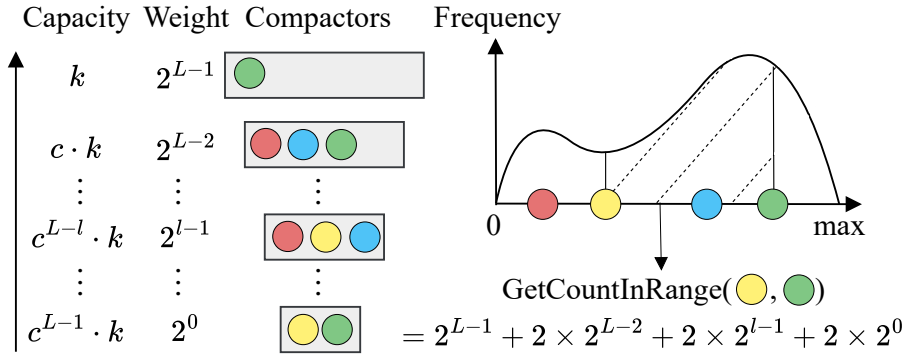 Capacity Weight Compactors Frequency
k 2^{L-1}
c · k 2^{L-2}
⋮ ⋮ ⋮
c^{L-l} · k 2^{l-1}
⋮ ⋮ ⋮
c^{L-1} · k 2^0
0 max
GetCountInRange( , )
= 2^{L-1} + 2 × 2^{L-2} + 2 × 2^{l-1} + 2 × 2^0